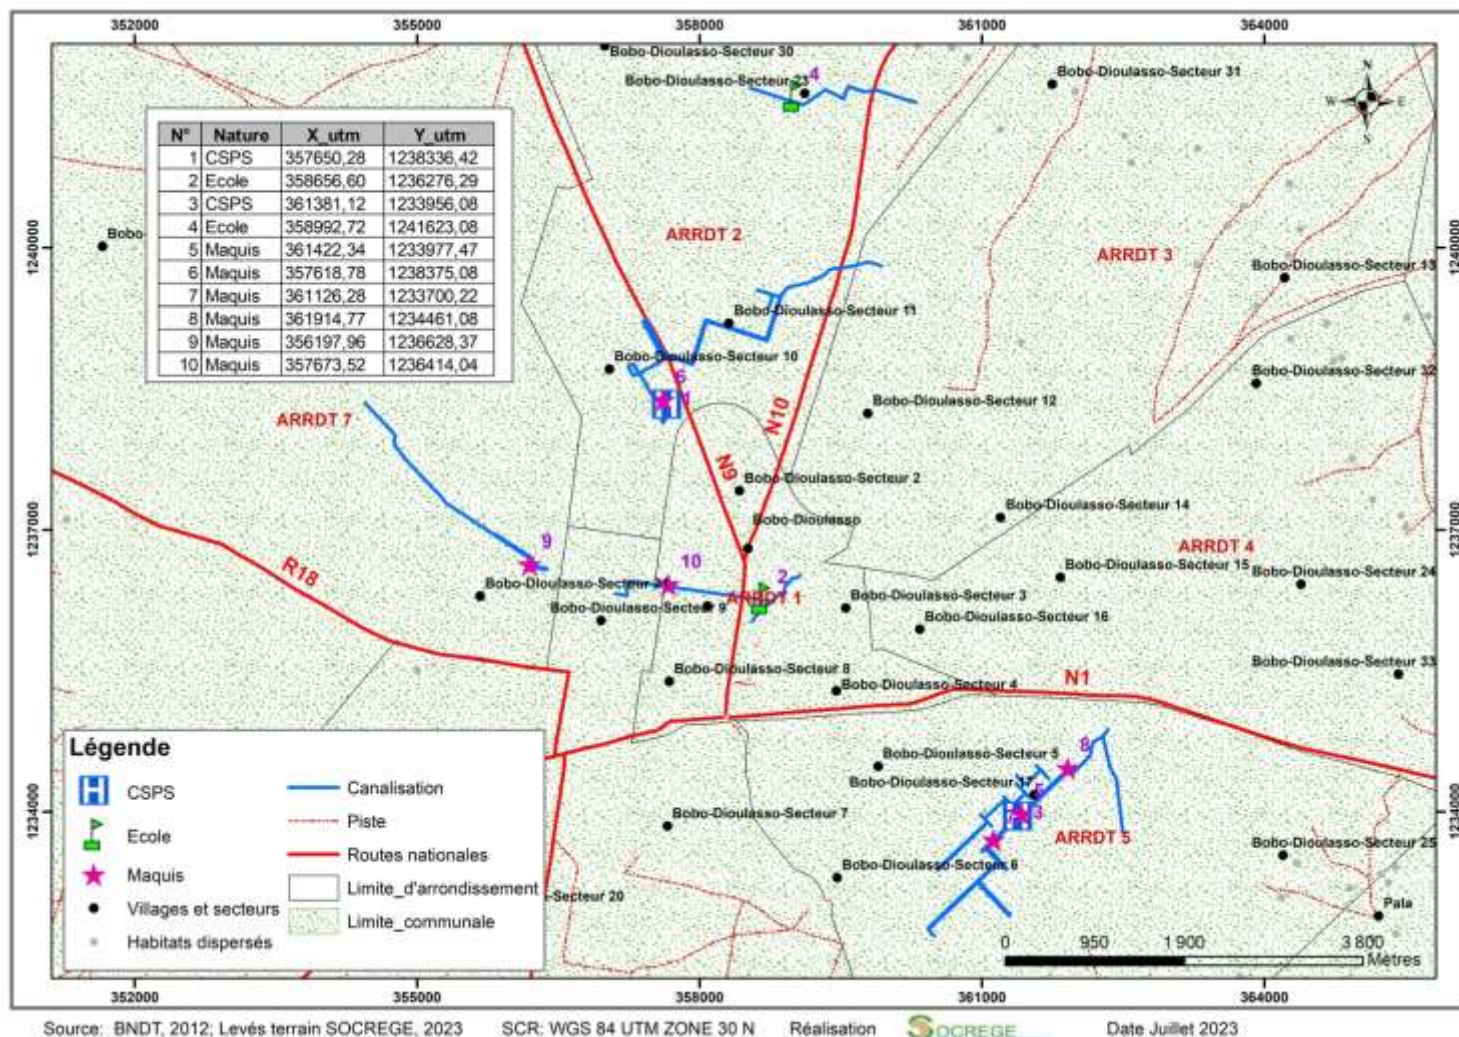 352000 355000 358000 361000 364000
Bobo-Dioulasso-Secteur 30
Bobo-Dioulasso-Secteur 23
4
Bobo-Dioulasso-Secteur 31
N
W E
S
N° Nature X_utm Y_utm
1 CSPS 357650,28 1238336,42
2 Ecole 358656,60 1236276,29
3 CSPS 361381,12 1233956,08
4 Ecole 358992,72 1241623,08
5 Maquis 361422,34 1233977,47
6 Maquis 357618,78 1238375,08
7 Maquis 361126,28 1233700,22
8 Maquis 361914,77 1234461,08
9 Maquis 356197,96 1236628,37
10 Maquis 357673,52 1236414,04
1240000
Bobo
ARRDT 2
ARRDT 3
1240000
Bobo-Dioulasso-Secteur 13
Bobo-Dioulasso-Secteur 11
Bobo-Dioulasso-Secteur 10
6
1
Bobo-Dioulasso-Secteur 32
Bobo-Dioulasso-Secteur 12
ARRDT 7
N10
N9
Bobo-Dioulasso-Secteur 2
Bobo-Dioulasso
Bobo-Dioulasso-Secteur 14
1237000
1237000
9
ARRDT 4
R18
10
2
Bobo-Dioulasso-Secteur 15
Bobo-Dioulasso-Secteur 24
ARRDT 1
Bobo-Dioulasso-Secteur 9
Bobo-Dioulasso-Secteur 3
Bobo-Dioulasso-Secteur 16
Bobo-Dioulasso-Secteur 8
Bobo-Dioulasso-Secteur 4
N1
Bobo-Dioulasso-Secteur 33
Bobo-Dioulasso-Secteur 5
8
Bobo-Dioulasso-Secteur 17
5
3
7
ARRDT 5
1234000
1234000
Bobo-Dioulasso-Secteur 7
Bobo-Dioulasso-Secteur 6
Bobo-Dioulasso-Secteur 25
-Secteur 20
Pala
Légende
CSPS
Ecole
Maquis
Villages et secteurs
Habitats dispersés
Canalisation
Piste
Routes nationales
Limite_d'arrondissement
Limite_communale
0 950 1 900 3 800
Mètres
352000 355000 358000 361000 364000
Source: BNDT, 2012; Levés terrain SOCREGE, 2023 SCR: WGS 84 UTM ZONE 30 N Réalisation SOCREGE Date Juillet 2023